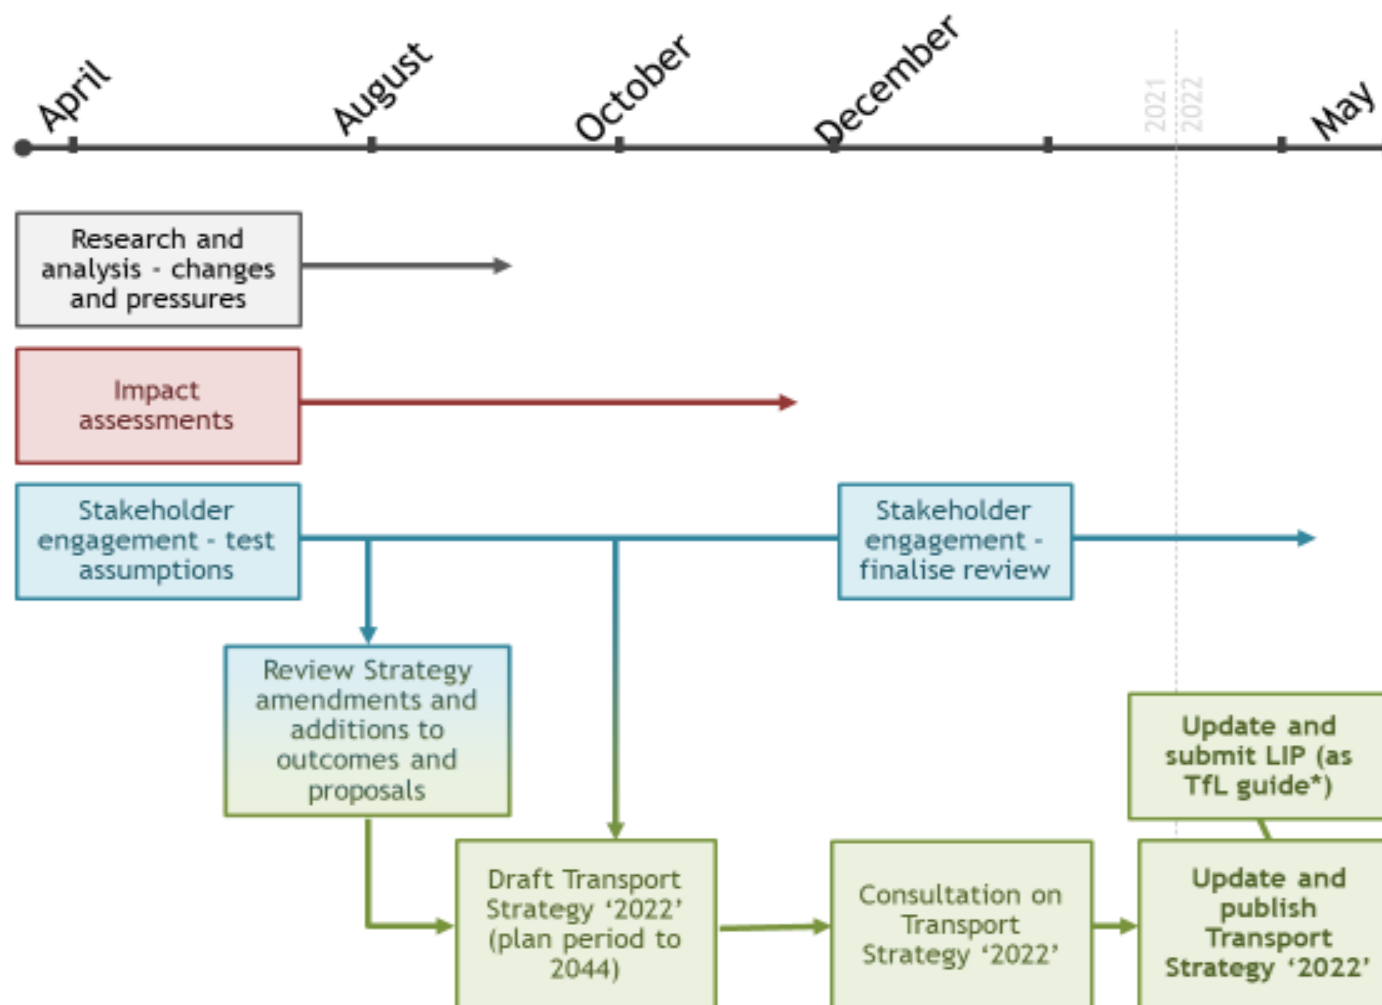 April
August
October
December
2021
2022
May
Research and
analysis - changes
and pressures
Impact
assessments
Stakeholder
engagement - test
assumptions
Stakeholder
engagement -
finalise review
Review Strategy
amendments and
additions to
outcomes and
proposals
Update and
submit LIP (as
TfL guide*)
Draft Transport
Strategy ‘2022’
(plan period to
2044)
Consultation on
Transport
Strategy ‘2022’
Update and
publish
Transport
Strategy ‘2022’